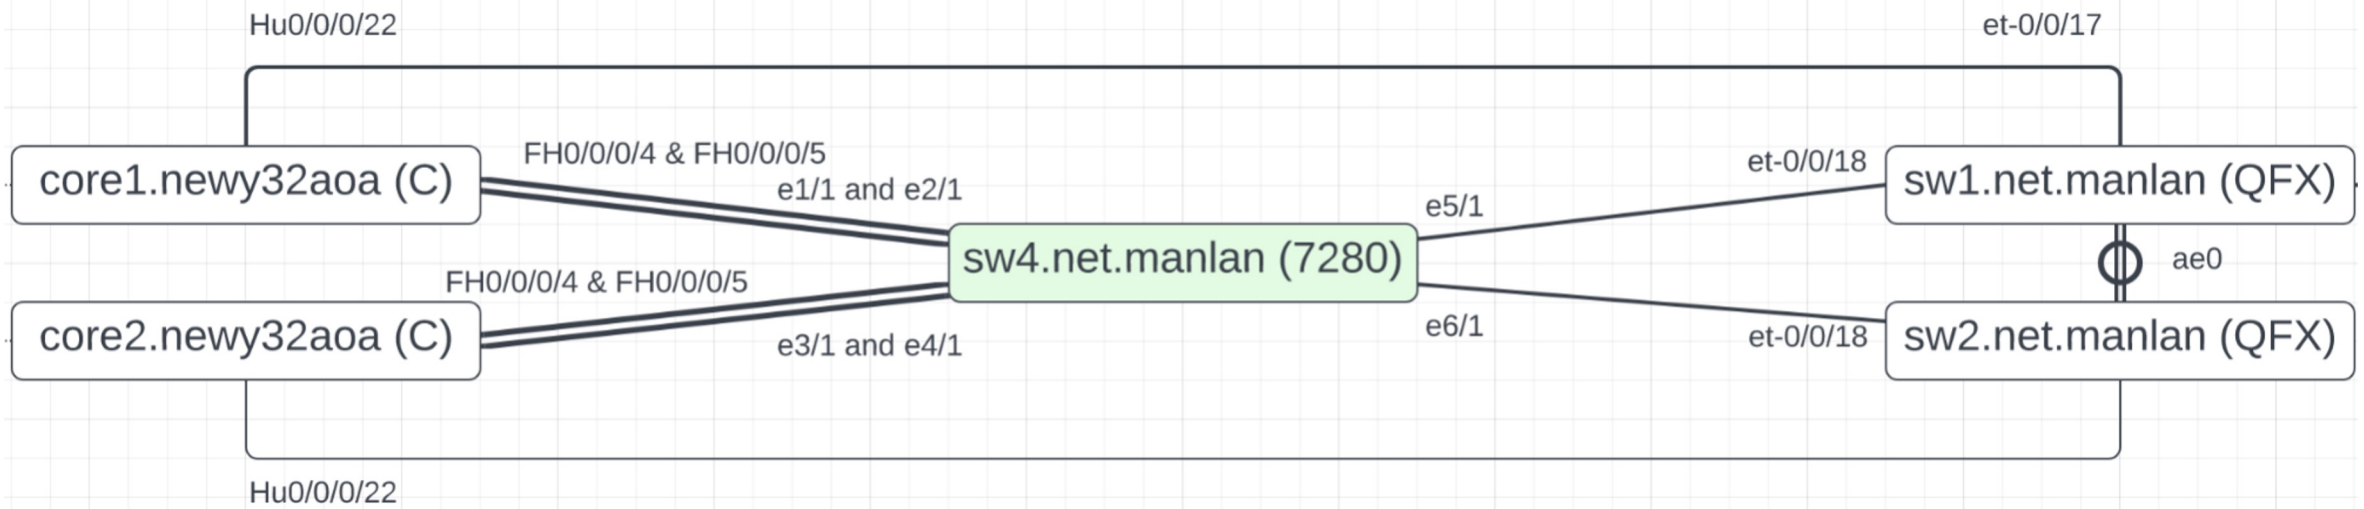 Hu0/0/0/22
et-0/0/17
FH0/0/0/4 & FH0/0/0/5
core1.newy32aoa (C)
e1/1 and e2/1
et-0/0/18
sw1.net.manlan (QFX)
e5/1
sw4.net.manlan (7280)
ae0
FH0/0/0/4 & FH0/0/0/5
core2.newy32aoa (C)
e3/1 and e4/1
e6/1
et-0/0/18
sw2.net.manlan (QFX)
Hu0/0/0/22